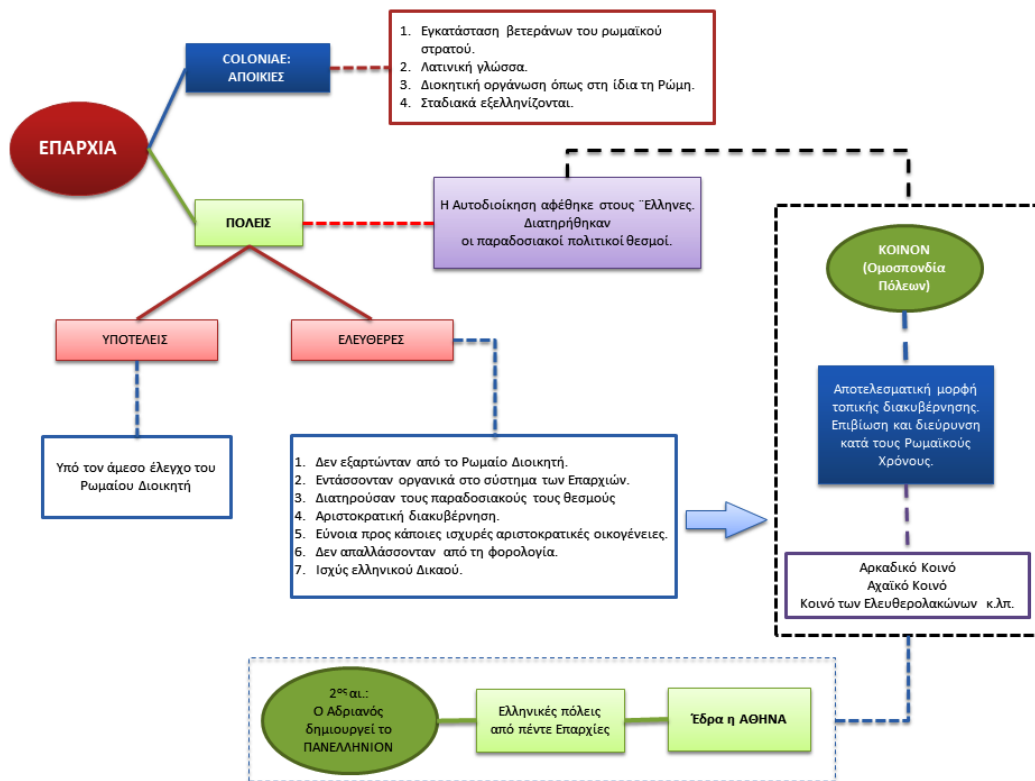 ΕΠΑΡΧΙΑ
COLONIAE:
ΑΠΟΙΚΙΕΣ
1. Εγκατάσταση βετεράνων του ρωμαϊκού
στρατού.
2. Λατινική γλώσσα.
3. Διοκητική οργάνωση όπως στη ίδια τη Ρώμη.
4. Σταδιακά εξελληνίζονται.
ΠΟΛΕΙΣ
Η Αυτοδιοίκηση αφέθηκε στους ¨Ελληνες.
Διατηρήθηκαν
οι παραδοσιακοί πολιτικοί θεσμοί.
ΥΠΟΤΕΛΕΙΣ
ΕΛΕΥΘΕΡΕΣ
Υπό τον άμεσο έλεγχο του
Ρωμαίου Διοικητή
1. Δεν εξαρτώνταν από το Ρωμαίο Διοικητή.
2. Εντάσσονταν οργανικά στο σύστημα των Επαρχιών.
3. Διατηρούσαν τους παραδοσιακούς τους θεσμούς
4. Αριστοκρατική διακυβέρνηση.
5. Εύνοια προς κάποιες ισχυρές αριστοκρατικές οικογένειες.
6. Δεν απαλλάσσονταν από τη φορολογία.
7. Ισχύς ελληνικού Δικαού.
ΚΟΙΝΟΝ
(Ομοσπονδία
Πόλεων)
Αποτελεσματική μορφή
τοπικής διακυβέρνησης.
Επιβίωση και διεύρυνση
κατά τους Ρωμαϊκούς
Χρόνους.
Αρκαδικό Κοινό
Αχαϊκό Κοινό
Κοινό των Ελευθερολακώνων κ.λπ.
2ος αι.:
Ο Αδριανός
δημιουργεί το
ΠΑΝΕΛΛΗΝΙΟΝ
Ελληνικές πόλεις
από πέντε Επαρχίες
Έδρα η ΑΘΗΝΑ